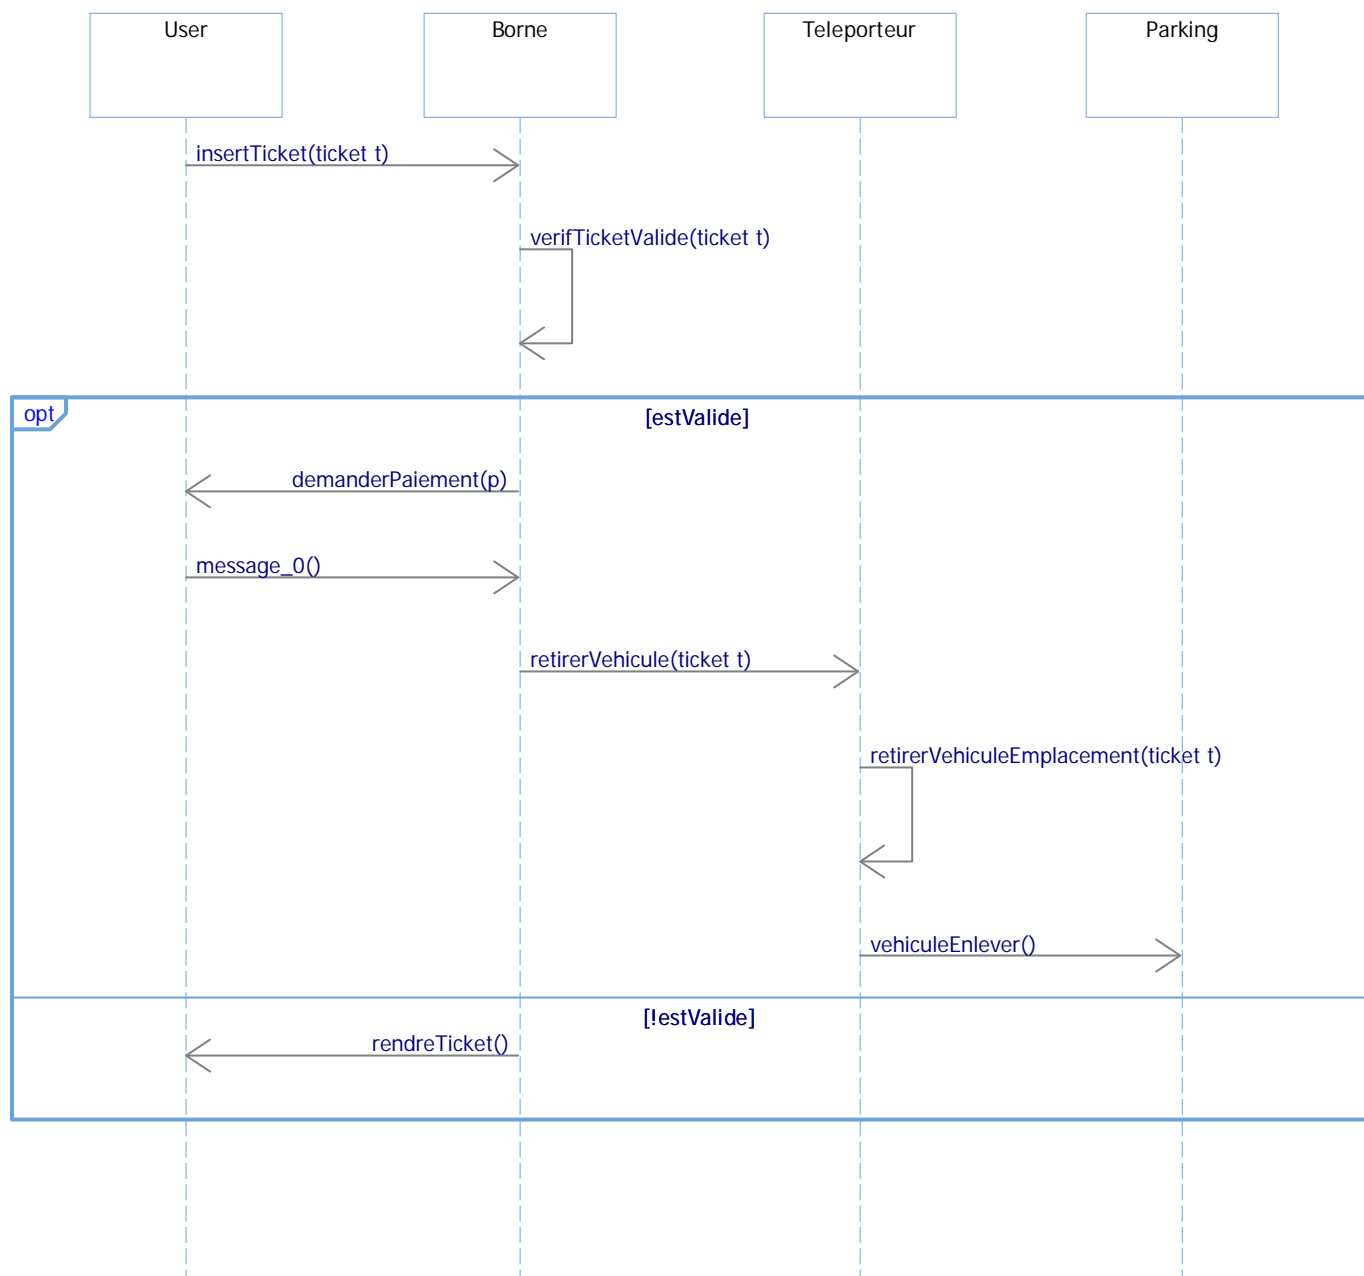 User
Borne
Teleporteur
Parking
insertTicket(ticket t)
verifTicketValide(ticket t)
opt
[estValide]
demanderPaiement(p)
message_0()
retirerVehicule(ticket t)
retirerVehiculeEmplacement(ticket t)
vehiculeEnlever()
[!estValide]
rendreTicket()